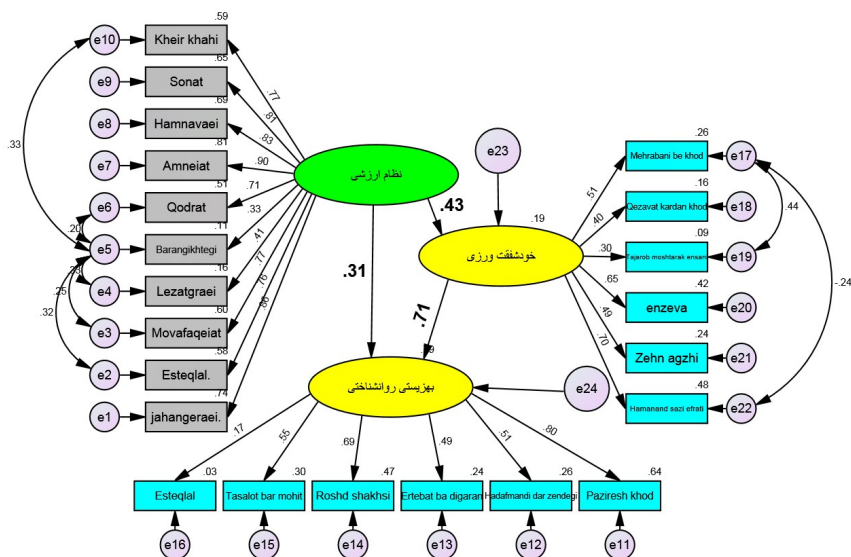 .59
e10
Kheir khahi
.65
e9
Sonat
.69
e8
Hamnavaei
.81
e7
Amneiat
.51
e6
Qodrat
.11
e5
Barangikhtegi
.16
e4
Lezatgraei
.60
e3
Movafaqeiat
.58
e2
Esteqlal.
.74
e1
jahangeraei.
.33
.20
.25
.32
.77
.81
.83
.90
.71
.33
.41
.77
.76
.86
نظام ارزشی
e23
.43
.19
خودشفقت ورزی
.31
.71
بهزیستی روانشناختی
e24
.26
Mehrabani be khod
e17
.16
Qezavat kardan khod
e18
.09
Tajarob moshtarak ensani
e19
.42
enzeva
e20
.24
Zehn agzhi
e21
.48
Hamanand sazi efrati
e22
.51
.40
.30
.65
.49
.70
.44
-.24
.17
.55
.69
.49
.51
.80
.03
Esteqlal
e16
.30
Tasalot bar mohit
e15
.47
Roshd shakhsi
e14
.24
Ertebat ba digaran
e13
.26
Hadafmandi dar zendegi
e12
.64
Paziresh khod
e11